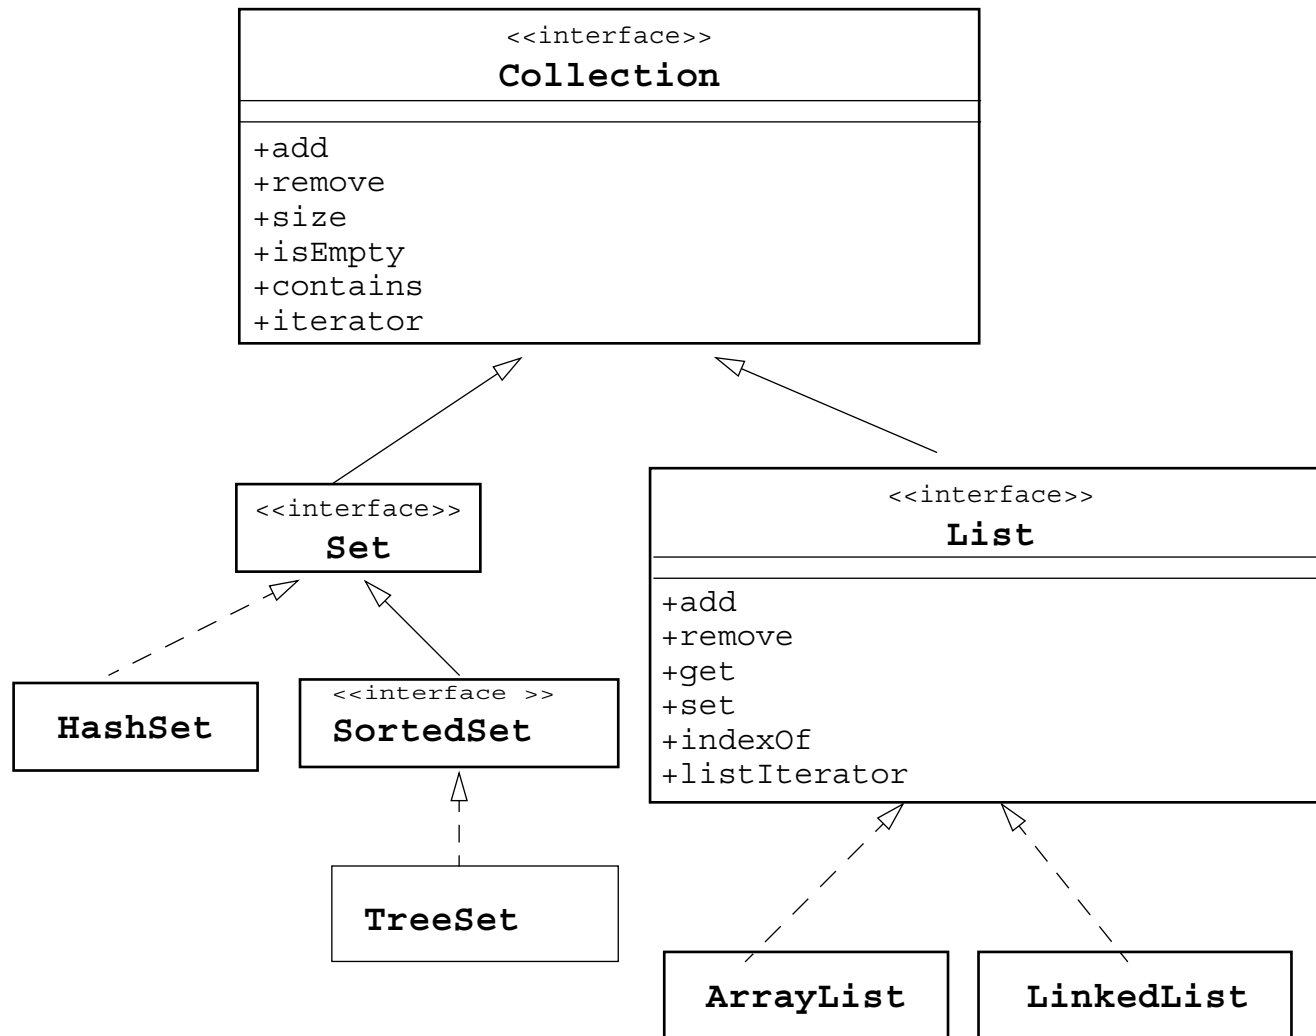 <<interface>>
Collection
+add
+remove
+size
+isEmpty
+contains
+iterator
<<interface>>
Set
<<interface>>
List
+add
+remove
+get
+set
+indexOf
+listIterator
HashSet
<<interface >>
SortedSet
TreeSet
ArrayList
LinkedList